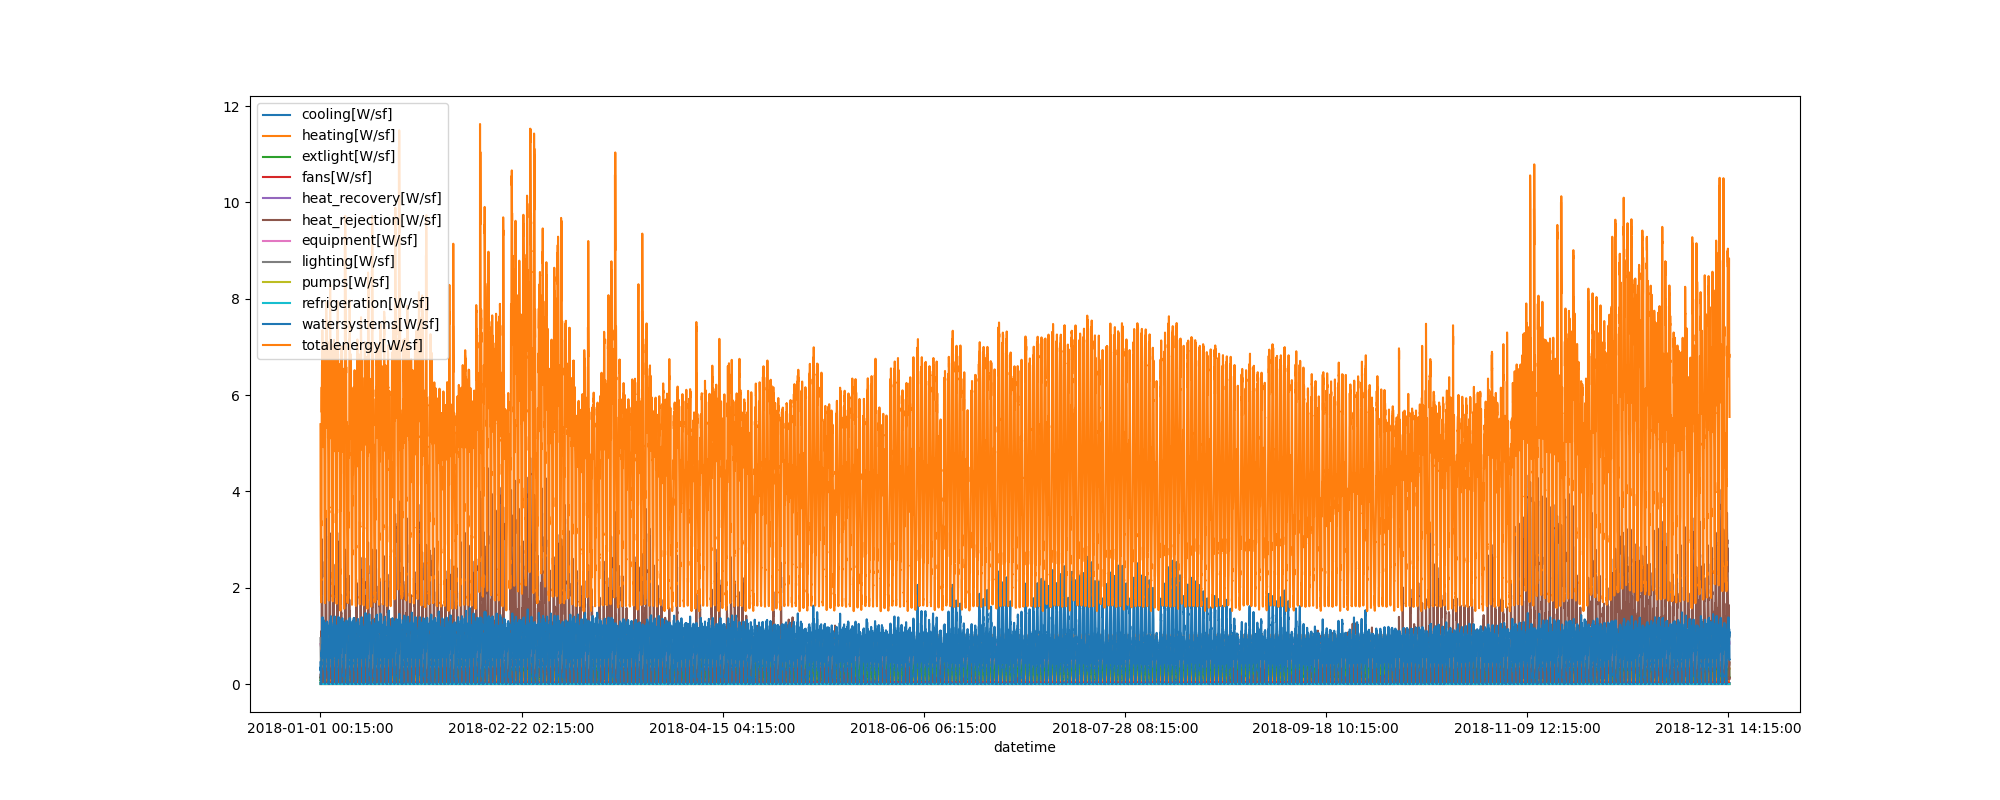 12
10
8
6
4
2
0
cooling[W/sf]
heating[W/sf]
extlight[W/sf]
fans[W/sf]
heat_recovery[W/sf]
heat_rejection[W/sf]
equipment[W/sf]
lighting[W/sf]
pumps[W/sf]
refrigeration[W/sf]
watersystems[W/sf]
totalenergy[W/sf]
2018-01-01 00:15:00 2018-02-22 02:15:00 2018-04-15 04:15:00 2018-06-06 06:15:00 2018-07-28 08:15:00 2018-09-18 10:15:00 2018-11-09 12:15:00 2018-12-31 14:15:00
datetime